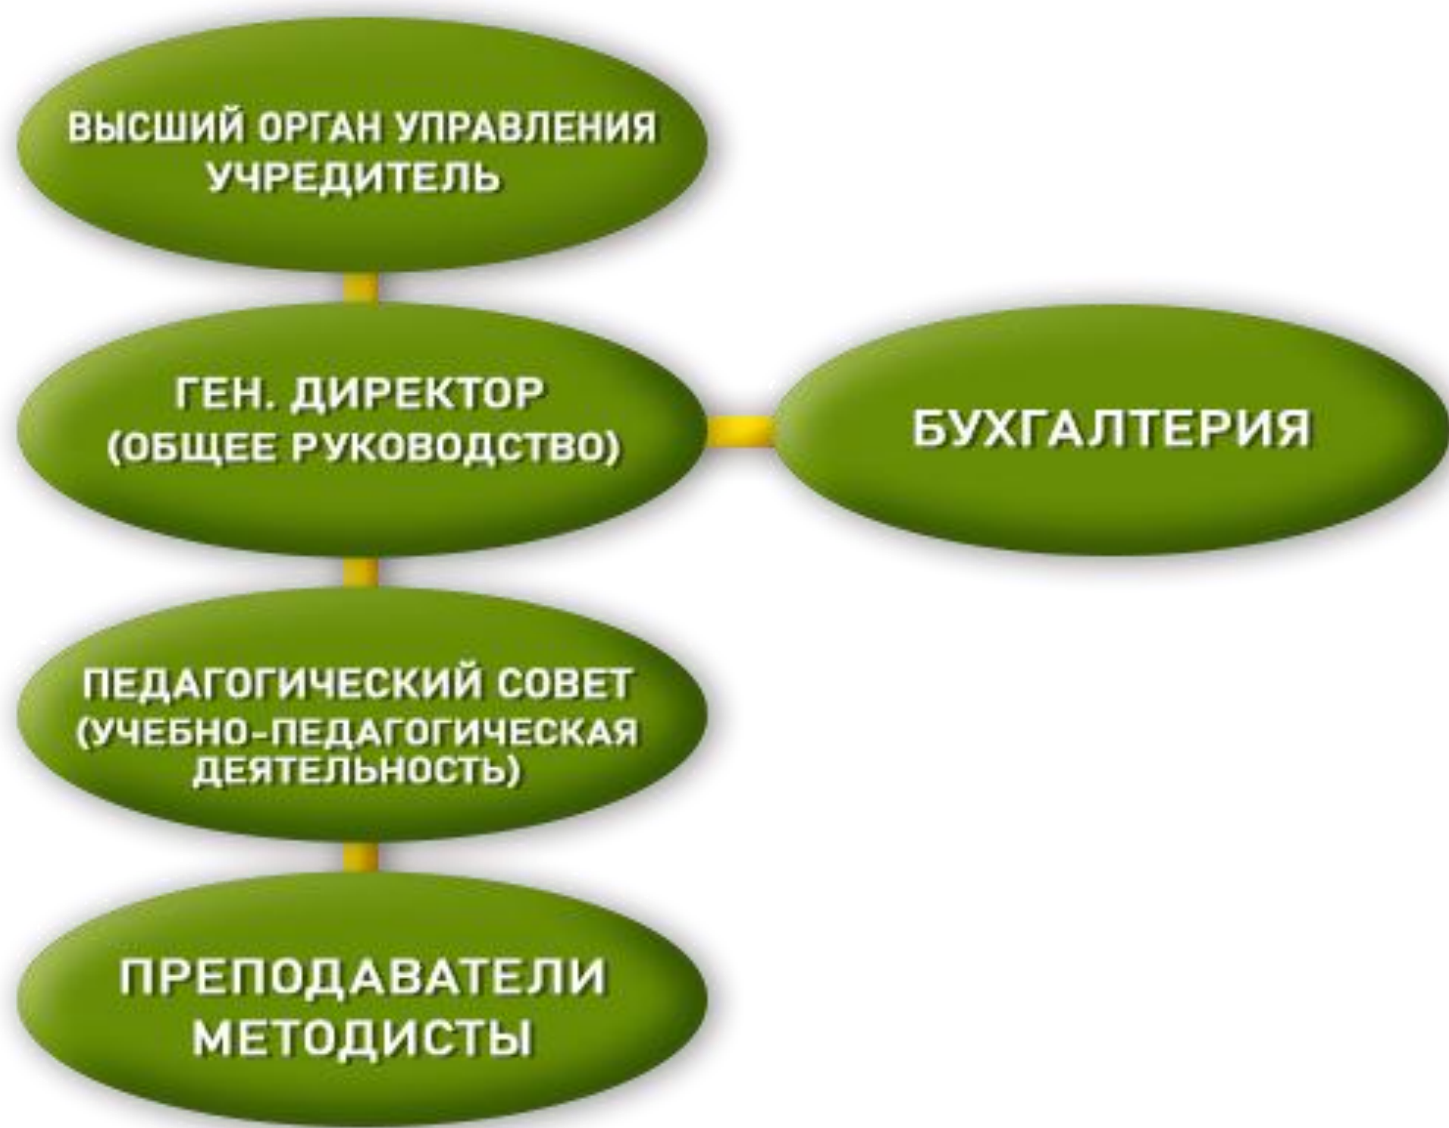 ВЫСШИЙ ОРГАН УПРАВЛЕНИЯ
УЧРЕДИТЕЛЬ
ГЕН. ДИРЕКТОР
(ОБЩЕЕ РУКОВОДСТВО)
БУХГАЛТЕРИЯ
ПЕДАГОГИЧЕСКИЙ СОВЕТ
(УЧЕБНО-ПЕДАГОГИЧЕСКАЯ
ДЕЯТЕЛЬНОСТЬ)
ПРЕПОДАВАТЕЛИ
МЕТОДИСТЫ